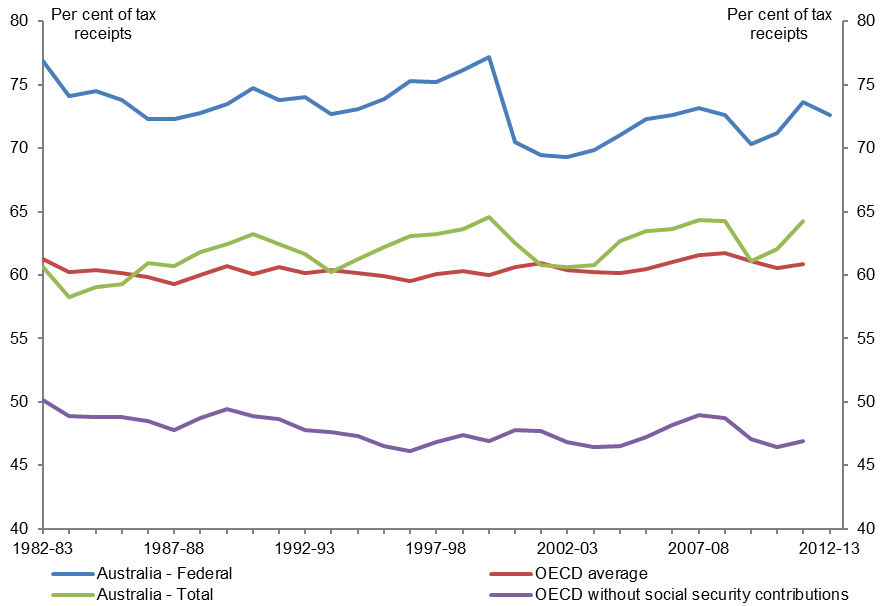 80
Per cent of tax
receipts
Per cent of tax
receipts
80
75
75
70
70
65
65
60
60
55
55
50
50
45
45
40
40
1982-83 1987-88 1992-93 1997-98 2002-03 2007-08 2012-13
Australia - Federal
OECD average
Australia - Total
OECD without social security contributions